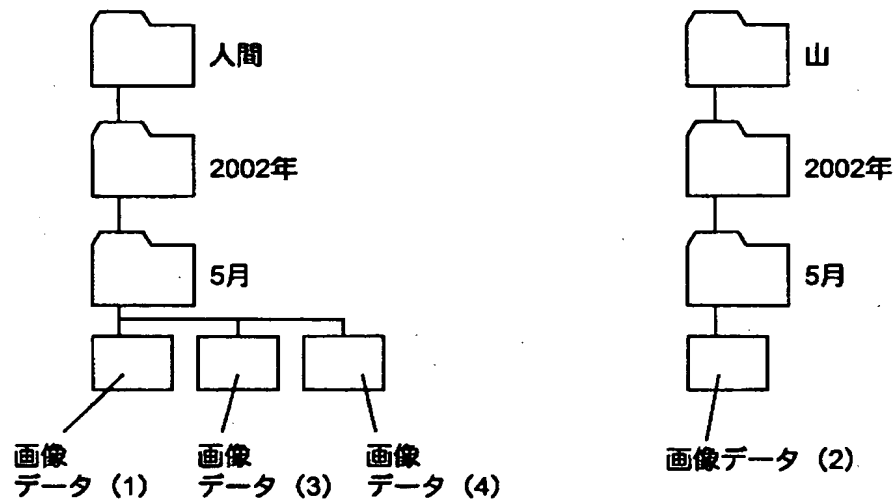 人間
2002年
5月
画像
データ（1）
画像
データ（3）
画像
データ（4）
山
2002年
5月
画像データ（2）